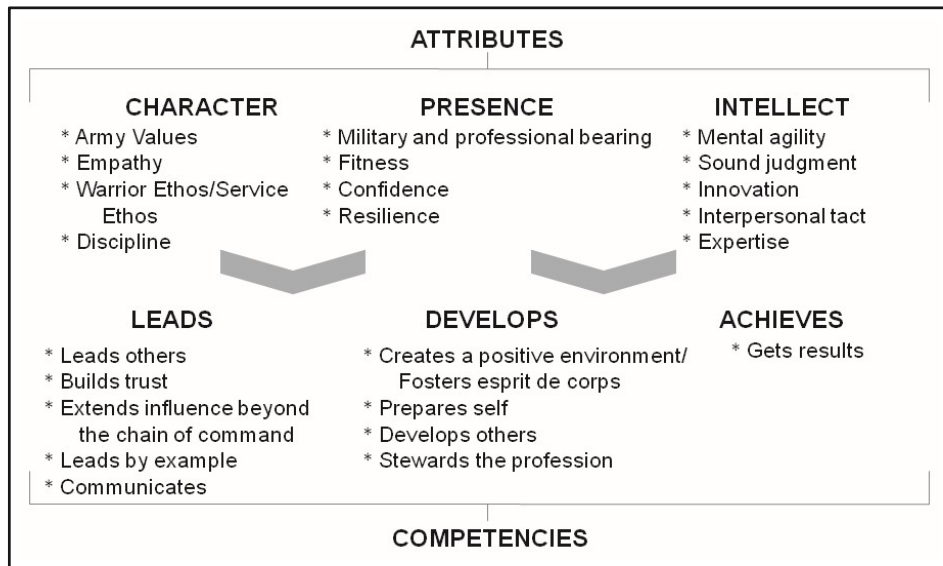 ATTRIBUTES
CHARACTER
* Army Values
* Empathy
* Warrior Ethos/Service
Ethos
* Discipline
PRESENCE
* Military and professional bearing
* Fitness
* Confidence
* Resilience
INTELLECT
* Mental agility
* Sound judgment
* Innovation
* Interpersonal tact
* Expertise
LEADS
* Leads others
* Builds trust
* Extends influence beyond
the chain of command
* Leads by example
* Communicates
DEVELOPS
* Creates a positive environment/
Fosters esprit de corps
* Prepares self
* Develops others
* Stewards the profession
ACHIEVES
* Gets results
COMPETENCIES